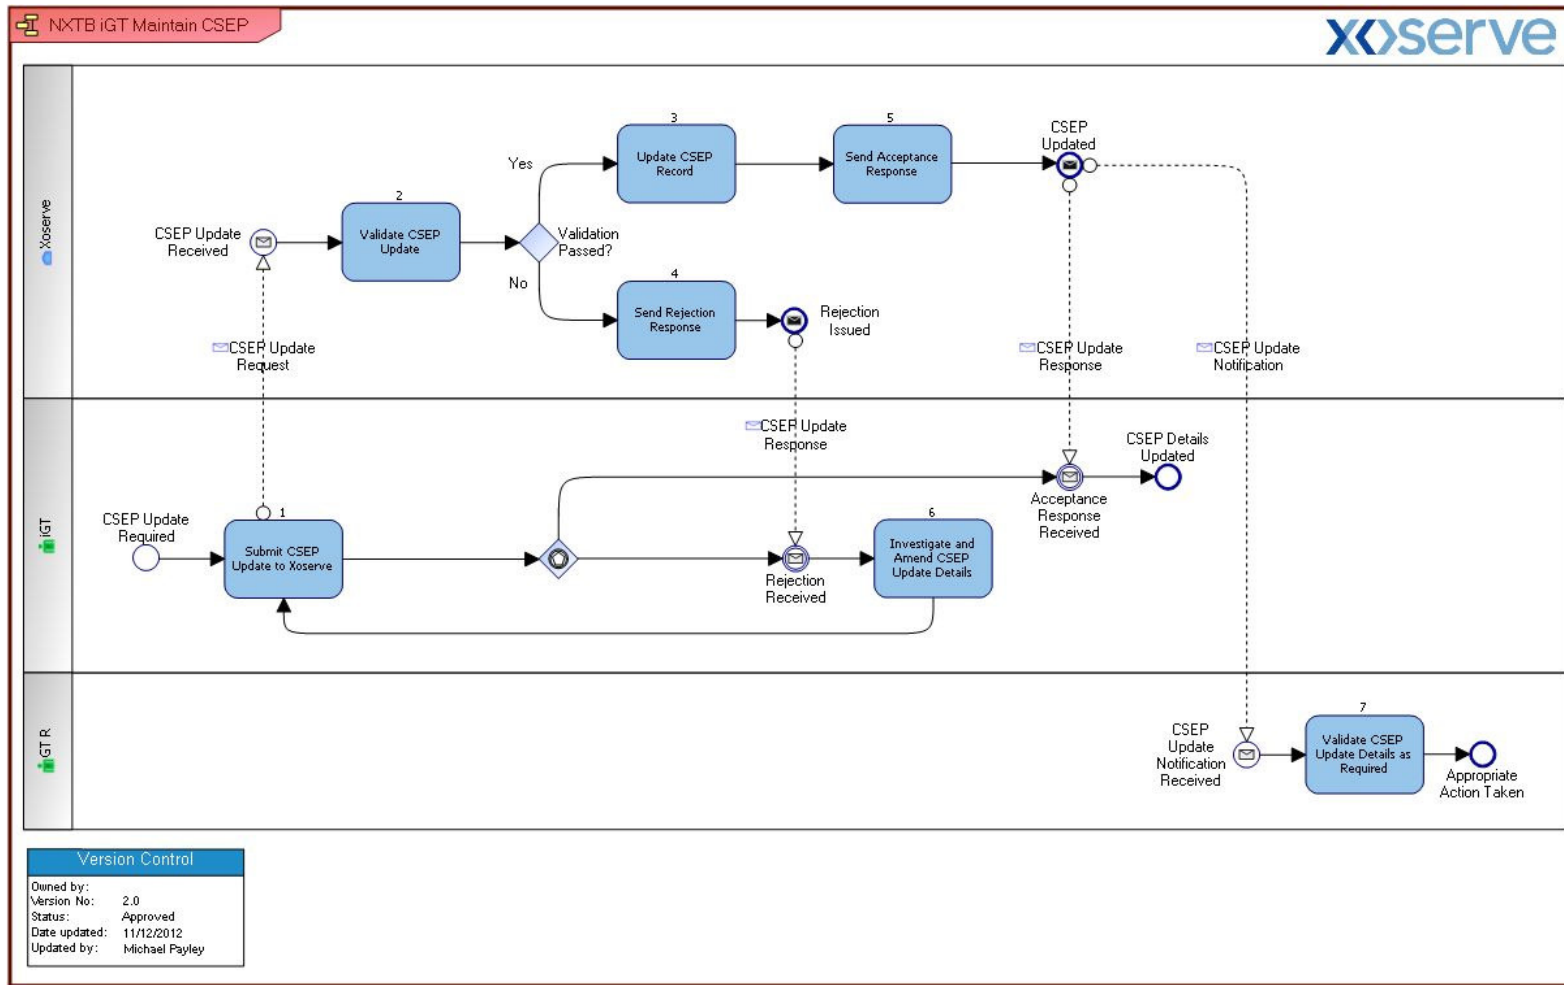 NXTB iGT Maintain CSEP
xoserve
Xoserve
CSEP Update
Received
2
Validate CSEP
Update
Yes
No
Validation
Passed?
3
Update CSEP
Record
4
Send Rejection
Response
5
Send Acceptance
Response
CSEP
Updated
Rejection
Issued
CSEP Update
Request
CSEP Update
Response
CSEP Update
Notification
iGT
CSEP Update
Required
1
Submit CSEP
Update to Xoserve
CSEP Update
Response
Rejection
Received
6
Investigate and
Amend CSEP
Update Details
Acceptance
Response
Received
CSEP Details
Updated
GT R
CSEP
Update
Notification
Received
7
Validate CSEP
Update Details as
Required
Appropriate
Action Taken
Version Control
Owned by:
Version No: 2.0
Status: Approved
Date updated: 11/12/2012
Updated by: Michael Payley